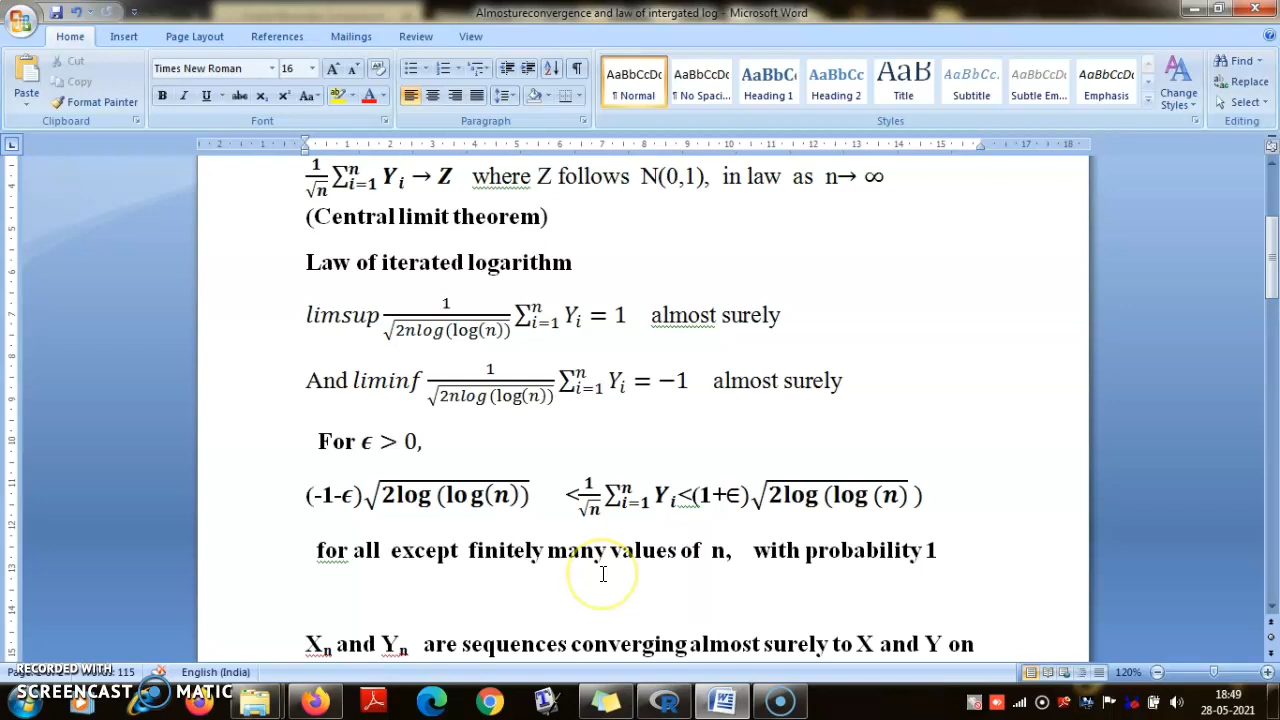 Almostureconvergence and law of intergated log - Microsoft Word
Home Insert Page Layout References Mailings Review View
Paste Cut Copy Format Painter Clipboard
Times New Roman 16 Font
Paragraph
AaBbCcDc ¶ Normal AaBbCcDc ¶ No Spaci... AaBbCc Heading 1 AaBbCc Heading 2 AaB Title AaBbCc. Subtitle AaBbCcDc Subtle Em... AaBbCcDc Emphasis Change Styles Styles
Find Replace Select Editing
1/√n ∑ⁿᵢ₌₁ Yᵢ → Z where Z follows N(0,1), in law as n→ ∞
(Central limit theorem)
Law of iterated logarithm
limsup 1/√(2nlog(log(n))) ∑ⁿᵢ₌₁ Yᵢ = 1 almost surely
And liminf 1/√(2nlog(log(n))) ∑ⁿᵢ₌₁ Yᵢ = −1 almost surely
For ϵ > 0,
(-1-ϵ)√(2log (log(n))) <1/√n ∑ⁿᵢ₌₁ Yᵢ<(1+∈)√(2log (log (n) )
for all except finitely many values of n, with probability 1
Xₙ and Yₙ are sequences converging almost surely to X and Y on
Words: 115 English (India) 120%
RECORDED WITH
SCREENCAST MATIC
18:49
28-05-2021